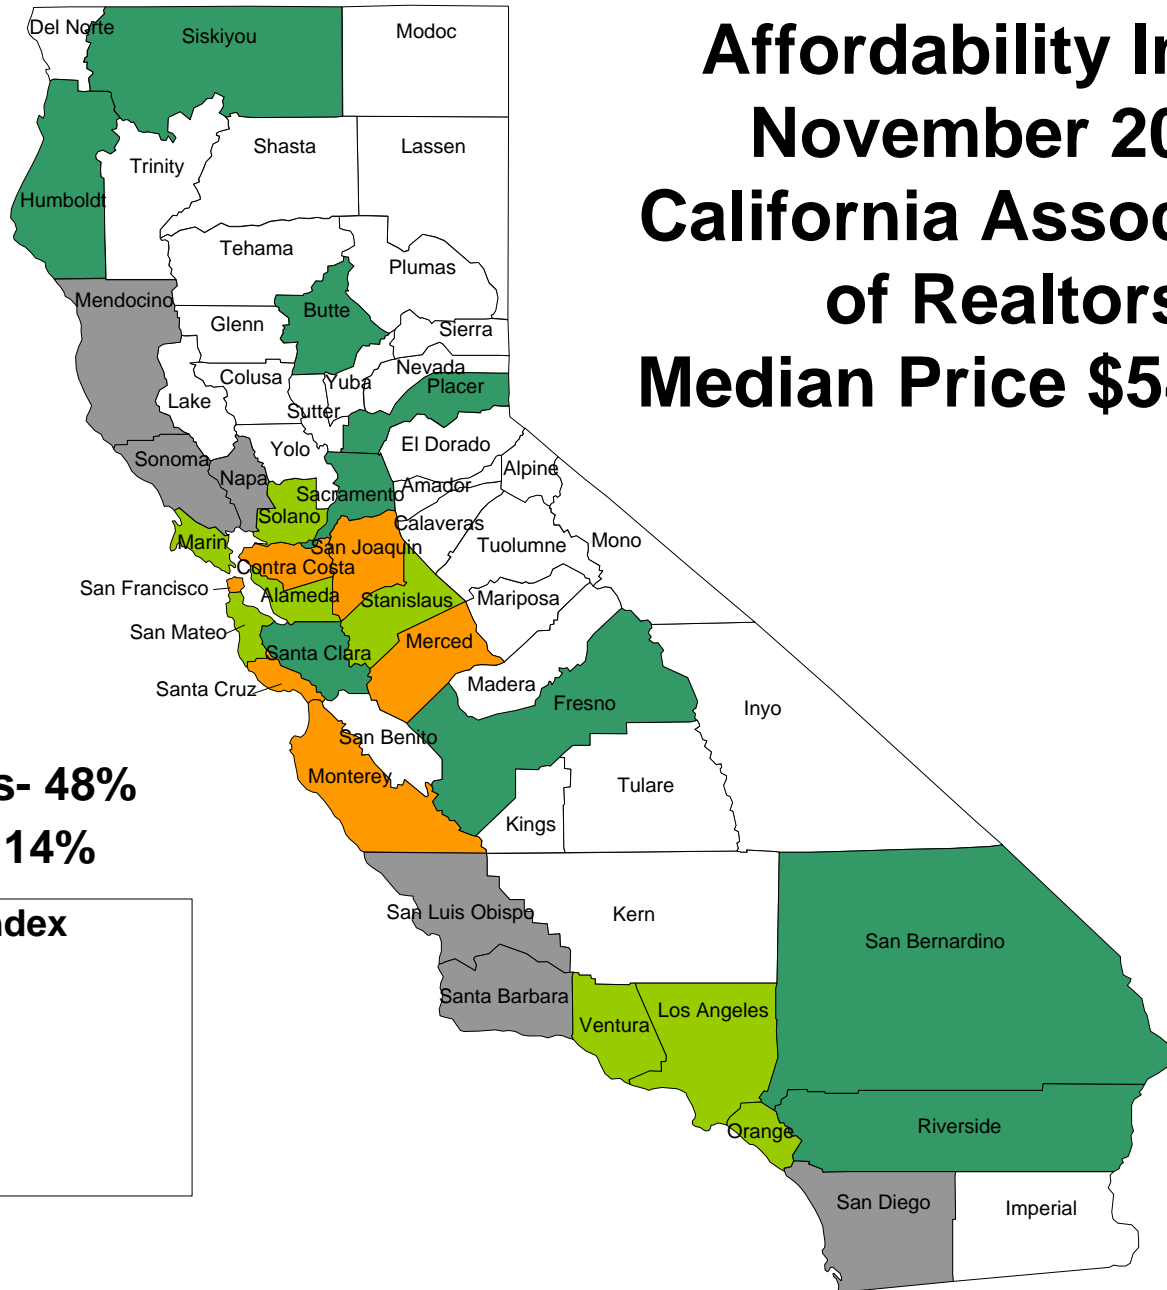 Affordability In
November 20
California Assoc
of Realtors
Median Price $54
Del Norte
Siskiyou
Modoc
Humboldt
Trinity
Shasta
Lassen
Tehama
Plumas
Mendocino
Glenn
Butte
Sierra
Nevada
Colusa
Yuba
Placer
Lake
Sutter
El Dorado
Sonoma
Yolo
Napa
Alpine
Sacramento
Amador
Solano
Calaveras
Marin
San Joaquin
Tuolumne
Mono
Contra Costa
San Francisco
Alameda
Stanislaus
Mariposa
San Mateo
Merced
Santa Clara
Santa Cruz
Madera
Fresno
Inyo
San Benito
Monterey
Tulare
Kings
s- 48%
14%
ndex
San Luis Obispo
Kern
San Bernardino
Santa Barbara
Ventura
Los Angeles
Orange
Riverside
San Diego
Imperial